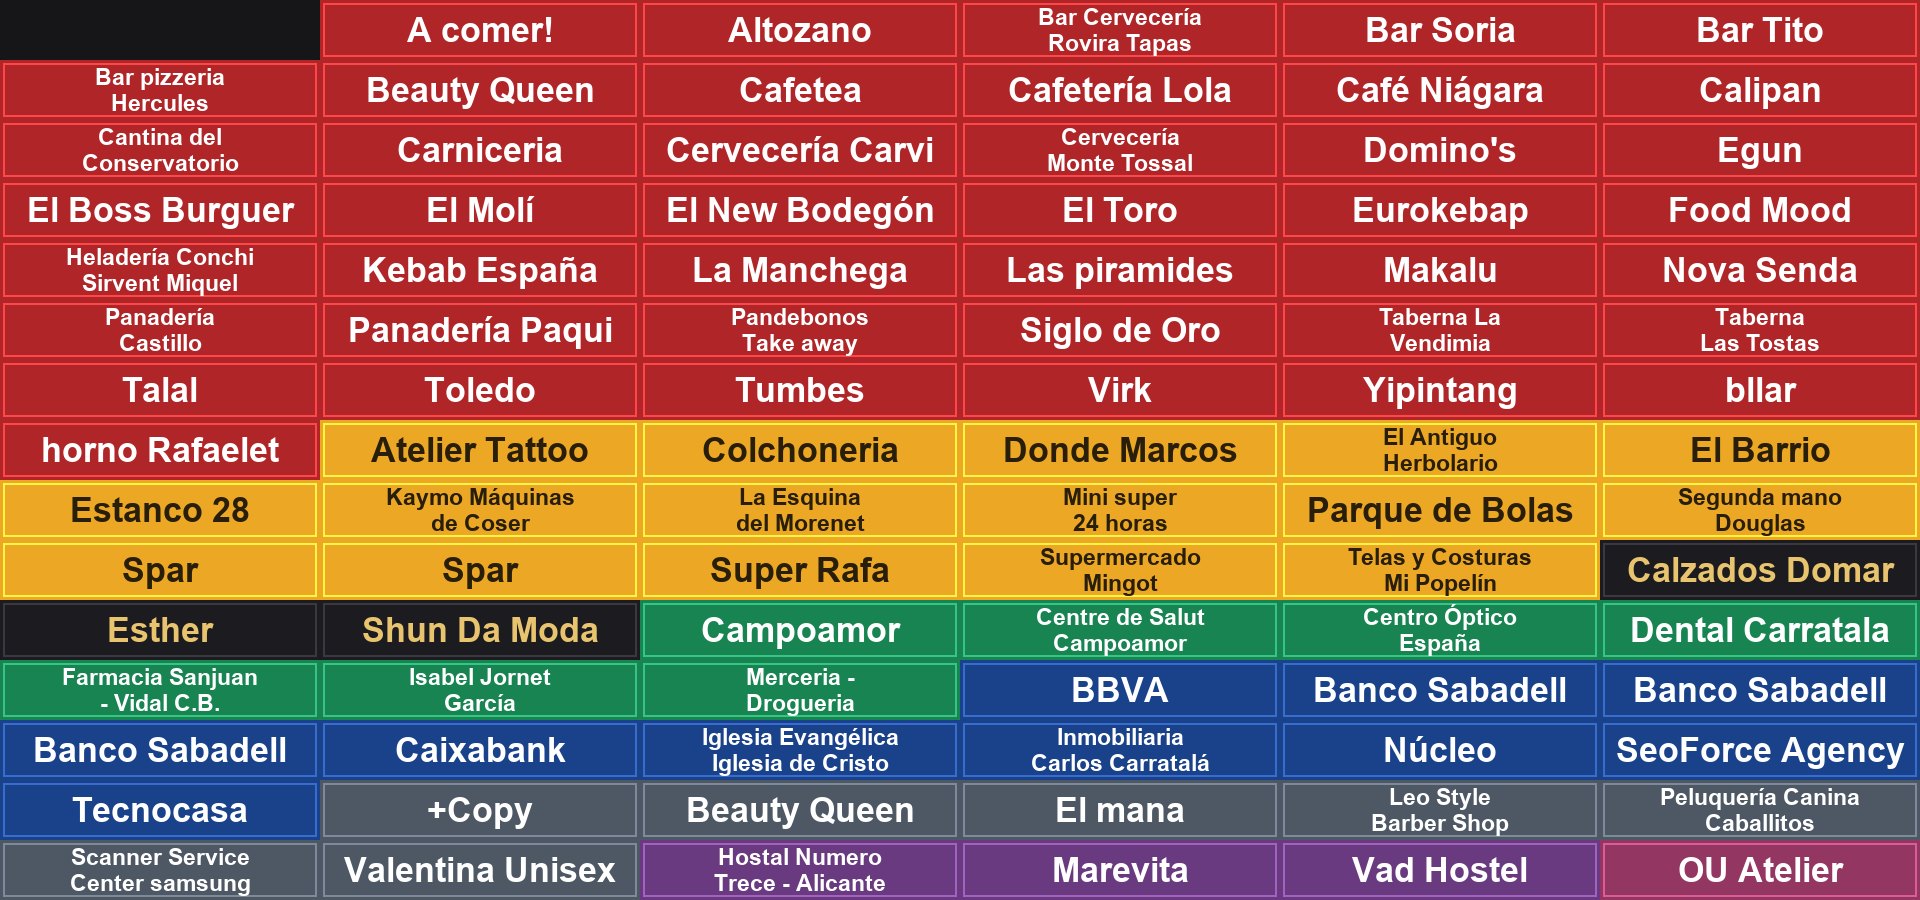 A comer!
Altozano
Bar Cervecería
Rovira Tapas
Bar Soria
Bar Tito
Bar pizzeria
Hercules
Beauty Queen
Cafetea
Cafetería Lola
Café Niágara
Calipan
Cantina del
Conservatorio
Carniceria
Cervecería Carvi
Cervecería
Monte Tossal
Domino's
Egun
El Boss Burguer
El Molí
El New Bodegón
El Toro
Eurokebap
Food Mood
Heladería Conchi
Sirvent Miquel
Kebab España
La Manchega
Las piramides
Makalu
Nova Senda
Panadería
Castillo
Panadería Paqui
Pandebonos
Take away
Siglo de Oro
Taberna La
Vendimia
Taberna
Las Tostas
Talal
Toledo
Tumbes
Virk
Yipintang
bllar
horno Rafaelet
Atelier Tattoo
Colchoneria
Donde Marcos
El Antiguo
Herbolario
El Barrio
Estanco 28
Kaymo Máquinas
de Coser
La Esquina
del Morenet
Mini super
24 horas
Parque de Bolas
Segunda mano
Douglas
Spar
Spar
Super Rafa
Supermercado
Mingot
Telas y Costuras
Mi Popelín
Calzados Domar
Esther
Shun Da Moda
Campoamor
Centre de Salut
Campoamor
Centro Óptico
España
Dental Carratala
Farmacia Sanjuan
- Vidal C.B.
Isabel Jornet
García
Merceria -
Drogueria
BBVA
Banco Sabadell
Banco Sabadell
Banco Sabadell
Caixabank
Iglesia Evangélica
Iglesia de Cristo
Inmobiliaria
Carlos Carratalá
Núcleo
SeoForce Agency
Tecnocasa
+Copy
Beauty Queen
El mana
Leo Style
Barber Shop
Peluquería Canina
Caballitos
Scanner Service
Center samsung
Valentina Unisex
Hostal Numero
Trece - Alicante
Marevita
Vad Hostel
OU Atelier